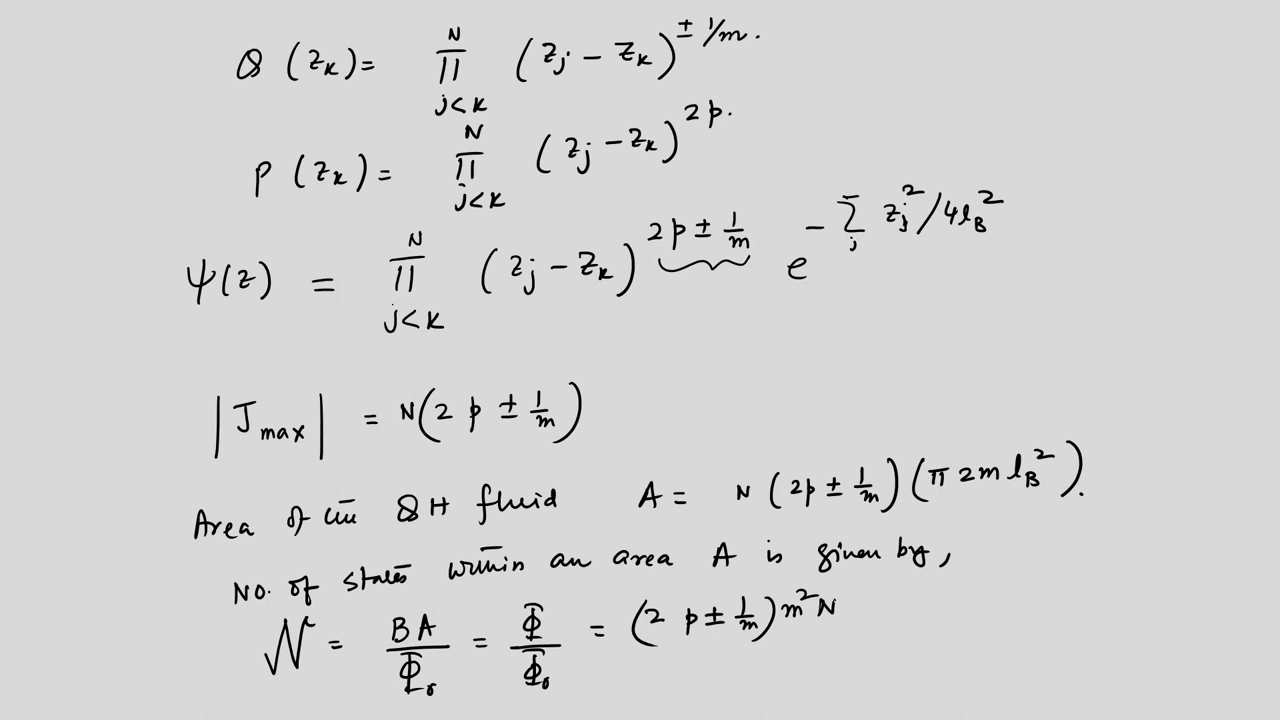 Q (z_k) = ∏_{j<k}^{N} (z_j − z_k)^{± 1/m}.
P (z_k) = ∏_{j<k}^{N} (z_j − z_k)^{2p}.
ψ(z) = ∏_{j<k}^{N} (z_j − z_k)^{2p ± 1/m} e^{− ∑_j z_j^2/4l_B^2}
|J_max| = N(2p ± 1/m)
Area of the QH fluid A = N (2p ± 1/m)(π 2m l_B^2).
No. of states within an area A is given by,
𝒩 = BA/Φ_0 = Φ/Φ_0 = (2p ± 1/m) m^2 N